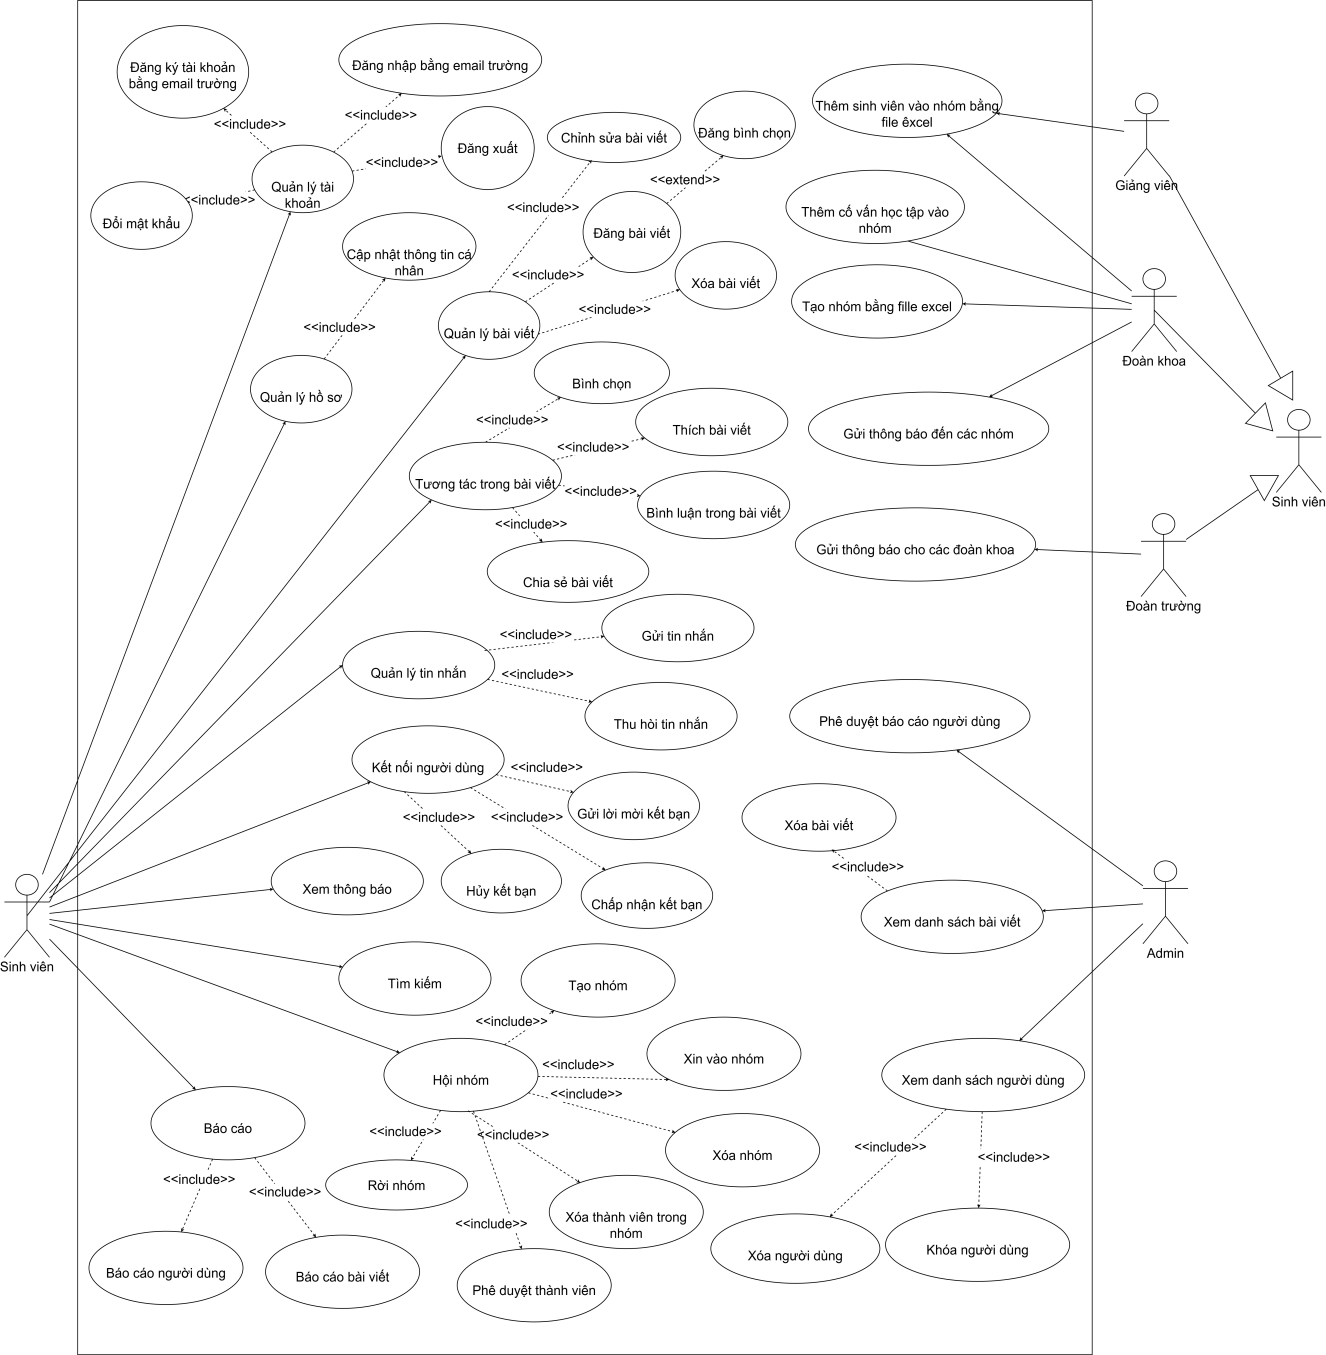 Đăng ký tài khoản
bằng email trường
Đăng nhập bằng email trường
<<include>>
<<include>>
Đăng xuất
<<include>>
Quản lý tài
khoản
<<include>>
Đổi mật khẩu
Cập nhật thông tin cá
nhân
<<include>>
Quản lý hồ sơ
Chỉnh sửa bài viết
Đăng bình chọn
<<extend>>
<<include>>
Đăng bài viết
<<include>>
Xóa bài viết
<<include>>
Quản lý bài viết
Bình chọn
<<include>>
Thích bài viết
<<include>>
Tương tác trong bài viết
<<include>>
Bình luận trong bài viết
<<include>>
Chia sẻ bài viết
Thêm sinh viên vào nhóm bằng
file êxcel
Giảng viên
Thêm cố vấn học tập vào
nhóm
Tạo nhóm bằng fille excel
Đoàn khoa
Gửi thông báo đến các nhóm
Sinh viên
Gửi thông báo cho các đoàn khoa
Đoàn trường
<<include>>
Gửi tin nhắn
Quản lý tin nhắn
<<include>>
Thu hòi tin nhắn
Phê duyệt báo cáo người dùng
Kết nối người dùng
<<include>>
Gửi lời mời kết bạn
<<include>>
<<include>>
Xóa bài viết
<<include>>
Xem thông báo
Hủy kết bạn
Chấp nhận kết bạn
Xem danh sách bài viết
Admin
Sinh viên
Tìm kiếm
Tạo nhóm
<<include>>
Xin vào nhóm
<<include>>
Hội nhóm
<<include>>
Xem danh sách người dùng
Báo cáo
<<include>>
<<include>>
Xóa nhóm
<<include>>
<<include>>
<<include>>
<<include>>
Rời nhóm
Xóa thành viên trong
nhóm
<<include>>
Xóa người dùng
Khóa người dùng
Báo cáo người dùng
Báo cáo bài viết
Phê duyệt thành viên